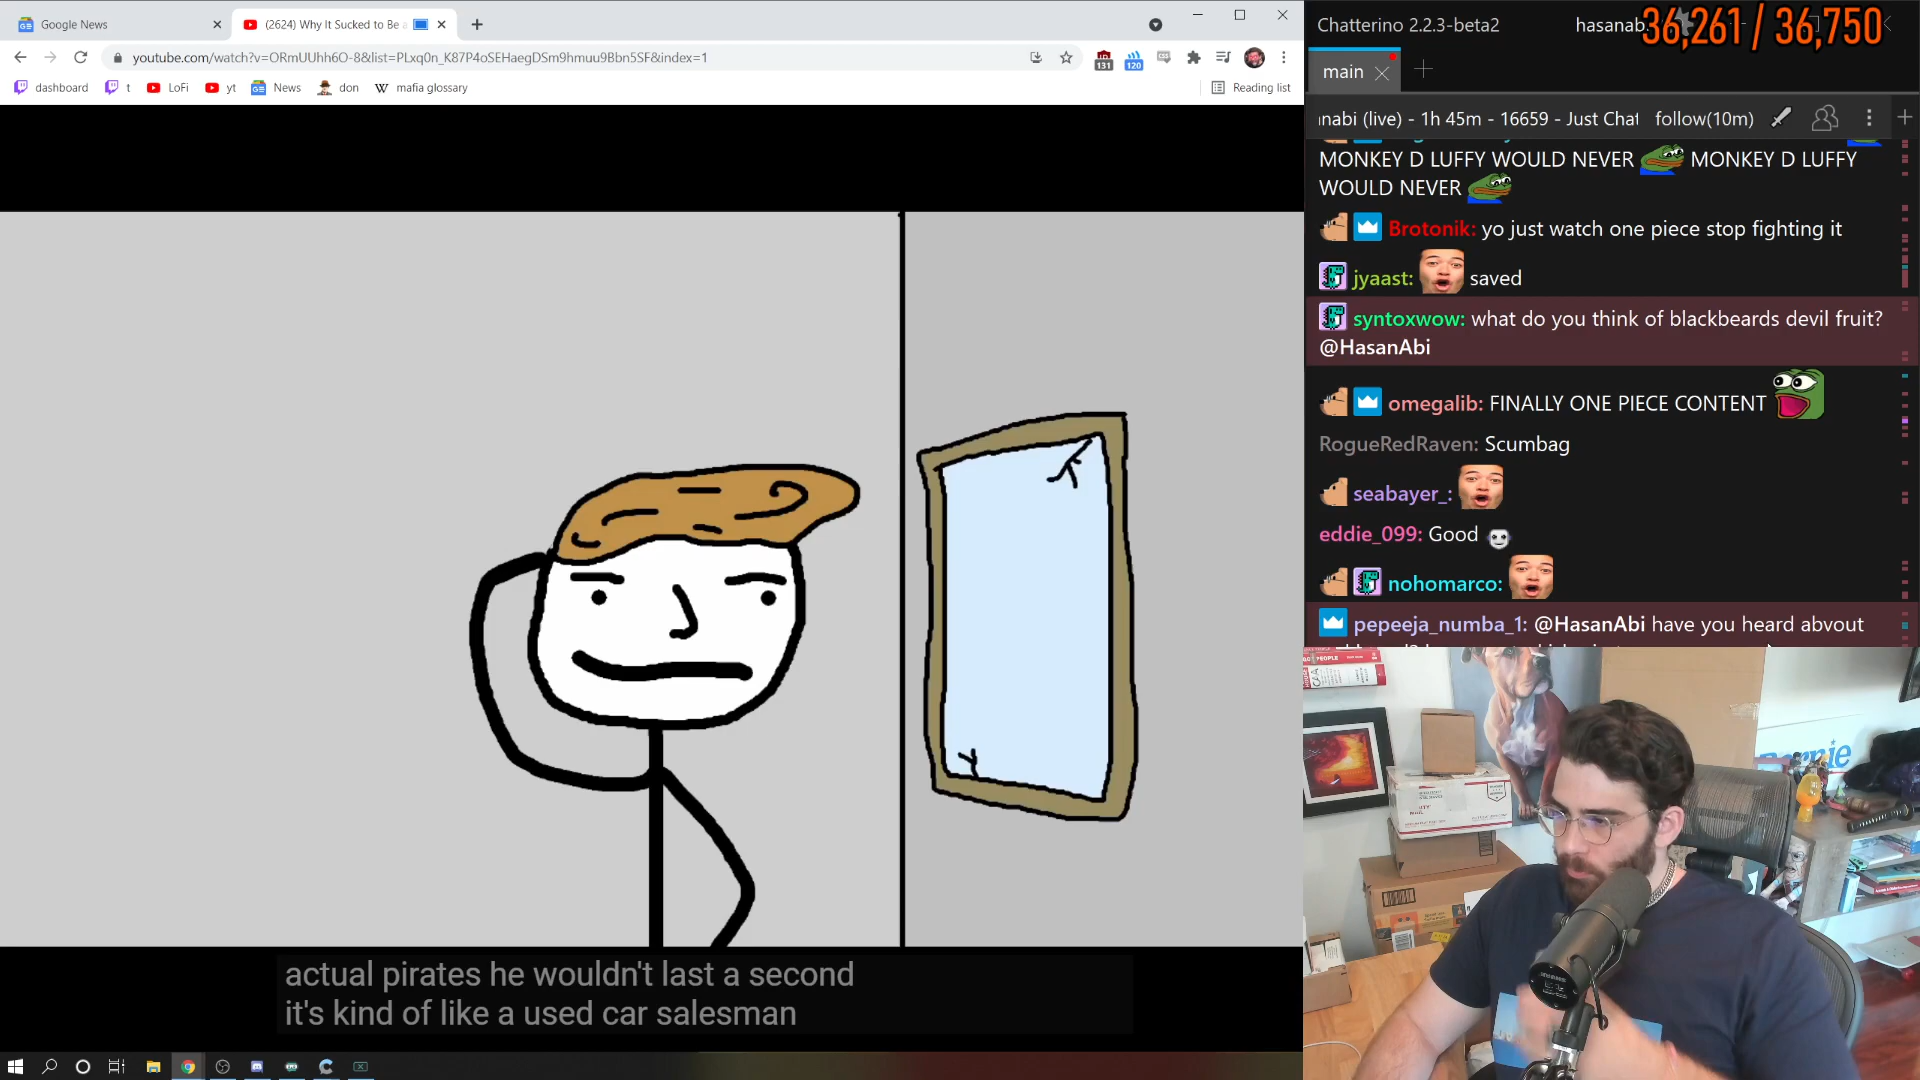 Google News
(2624) Why It Sucked to Be a
youtube.com/watch?v=ORmUUhh6O-8&list=PLxq0n_K87P4oSEHaegDSm9hmuu9Bbn5SF&index=1
131
120
dashboard
t
LoFi
yt
News
don
mafia glossary
Reading list
actual pirates he wouldn't last a second
it's kind of like a used car salesman
Chatterino 2.2.3-beta2
hasanab
36,261 / 36,750
main
nabi (live) - 1h 45m - 16659 - Just Chat
follow(10m)
MONKEY D LUFFY WOULD NEVER MONKEY D LUFFY
WOULD NEVER
Brotonik: yo just watch one piece stop fighting it
jyaast: saved
syntoxwow: what do you think of blackbeards devil fruit?
@HasanAbi
omegalib: FINALLY ONE PIECE CONTENT
RogueRedRaven: Scumbag
seabayer_:
eddie_099: Good
nohomarco:
pepeeja_numba_1: @HasanAbi have you heard abvout
Bernie